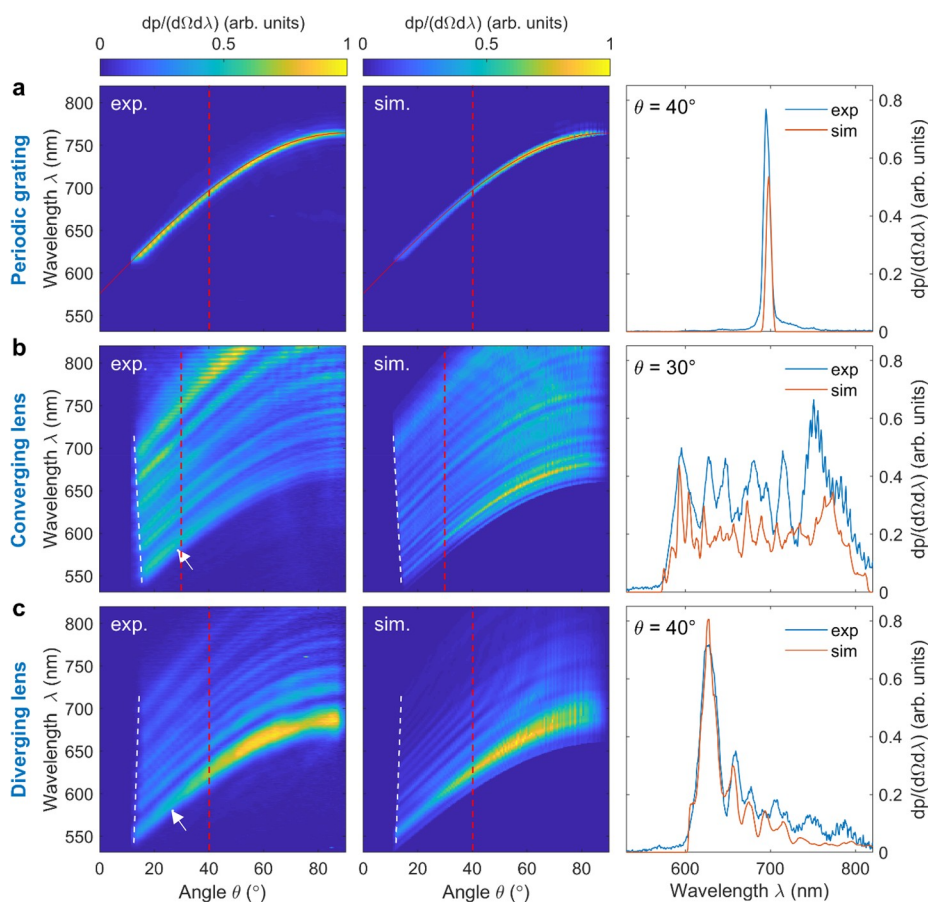 dp/(dΩdλ) (arb. units) dp/(dΩdλ) (arb. units)
0 0.5 1 0 0.5 1
a
Periodic grating
Wavelength λ (nm)
800
750
700
650
600
550
exp.
sim.
θ = 40°
exp
sim
0.8
0.6
0.4
0.2
0
dp/(dΩdλ) (arb. units)
b
Converging lens
Wavelength λ (nm)
800
750
700
650
600
550
exp.
sim.
θ = 30°
exp
sim
0.8
0.6
0.4
0.2
0
dp/(dΩdλ) (arb. units)
c
Diverging lens
Wavelength λ (nm)
800
750
700
650
600
550
exp.
sim.
θ = 40°
exp
sim
0.8
0.6
0.4
0.2
0
dp/(dΩdλ) (arb. units)
0 20 40 60 80 0 20 40 60 80 600 700 800
Angle θ (°) Angle θ (°) Wavelength λ (nm)